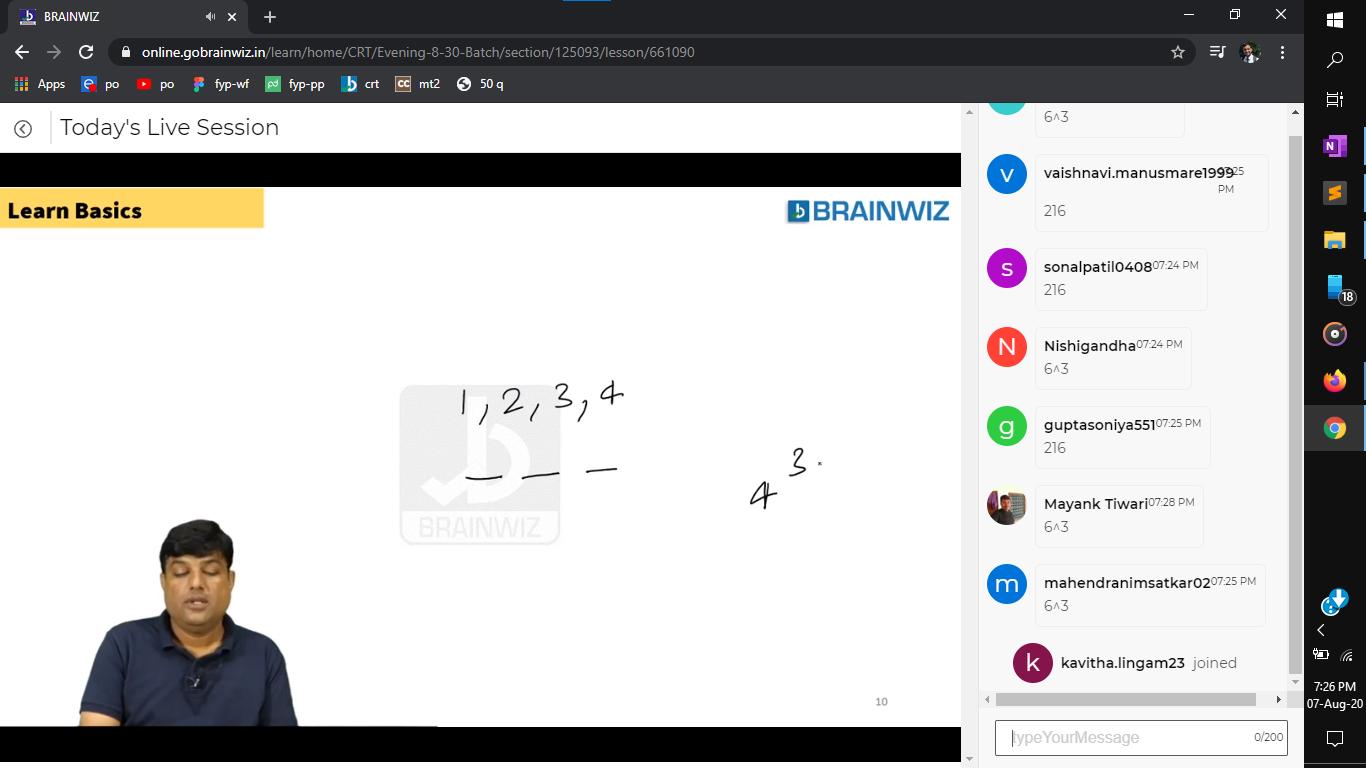 BRAINWIZ
online.gobrainwiz.in/learn/home/CRT/Evening-8-30-Batch/section/125093/lesson/661090
Apps po po fyp-wf fyp-pp crt mt2 50 q
Today's Live Session
Learn Basics
BRAINWIZ
1, 2, 3, 4
_ _ _
4^3
BRAINWIZ
10
6^3
v vaishnavi.manusmare1999 07:25 PM
216
s sonalpatil0408 07:24 PM
216
N Nishigandha 07:24 PM
6^3
g guptasoniya551 07:25 PM
216
Mayank Tiwari 07:28 PM
6^3
m mahendranimsatkar02 07:25 PM
6^3
k kavitha.lingam23 joined
typeYourMessage 0/200
18
7:26 PM
07-Aug-20